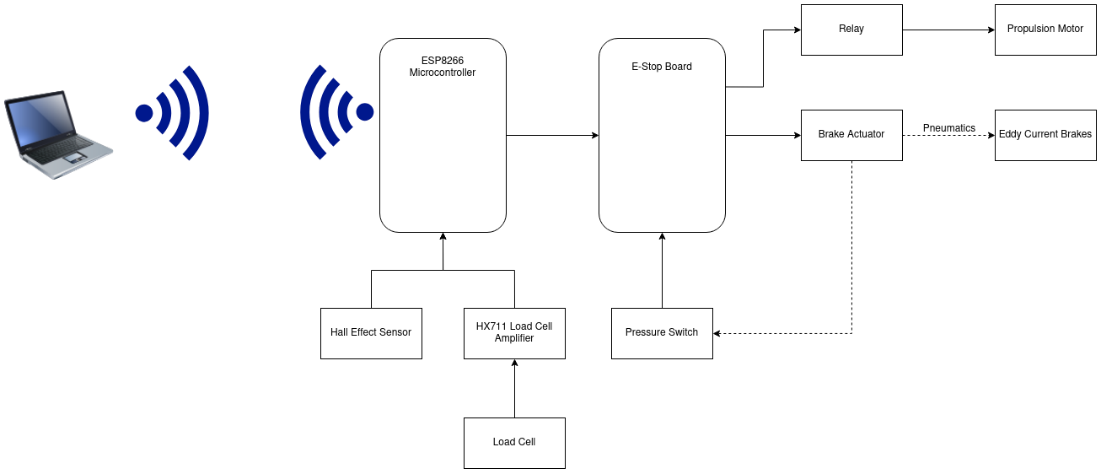 ESP8266
Microcontroller
E-Stop Board
Relay
Propulsion Motor
Brake Actuator
Pneumatics
Eddy Current Brakes
Hall Effect Sensor
HX711 Load Cell
Amplifier
Pressure Switch
Load Cell